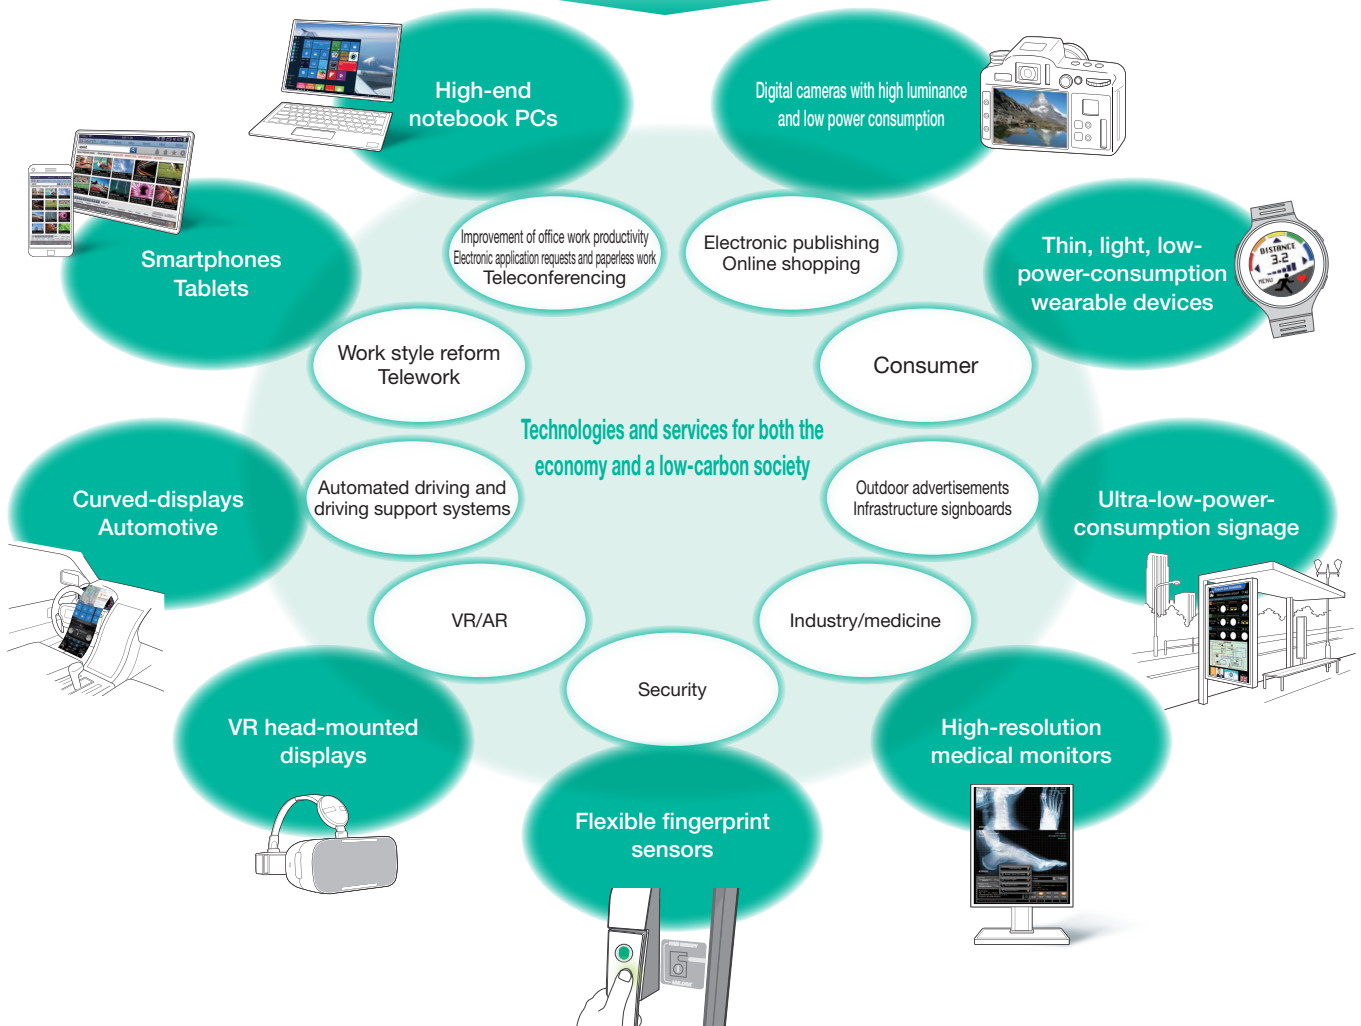 High-end
notebook PCs
Digital cameras with high luminance
and low power consumption
Smartphones
Tablets
Improvement of office work productivity
Electronic application requests and paperless work
Teleconferencing
Electronic publishing
Online shopping
Thin, light, low-
power-consumption
wearable devices
DISTANCE
3.2
MENU
Work style reform
Telework
Consumer
Technologies and services for both the
economy and a low-carbon society
Curved-displays
Automotive
Automated driving and
driving support systems
Outdoor advertisements
Infrastructure signboards
Ultra-low-power-
consumption signage
VR/AR
Industry/medicine
Security
VR head-mounted
displays
High-resolution
medical monitors
Flexible fingerprint
sensors